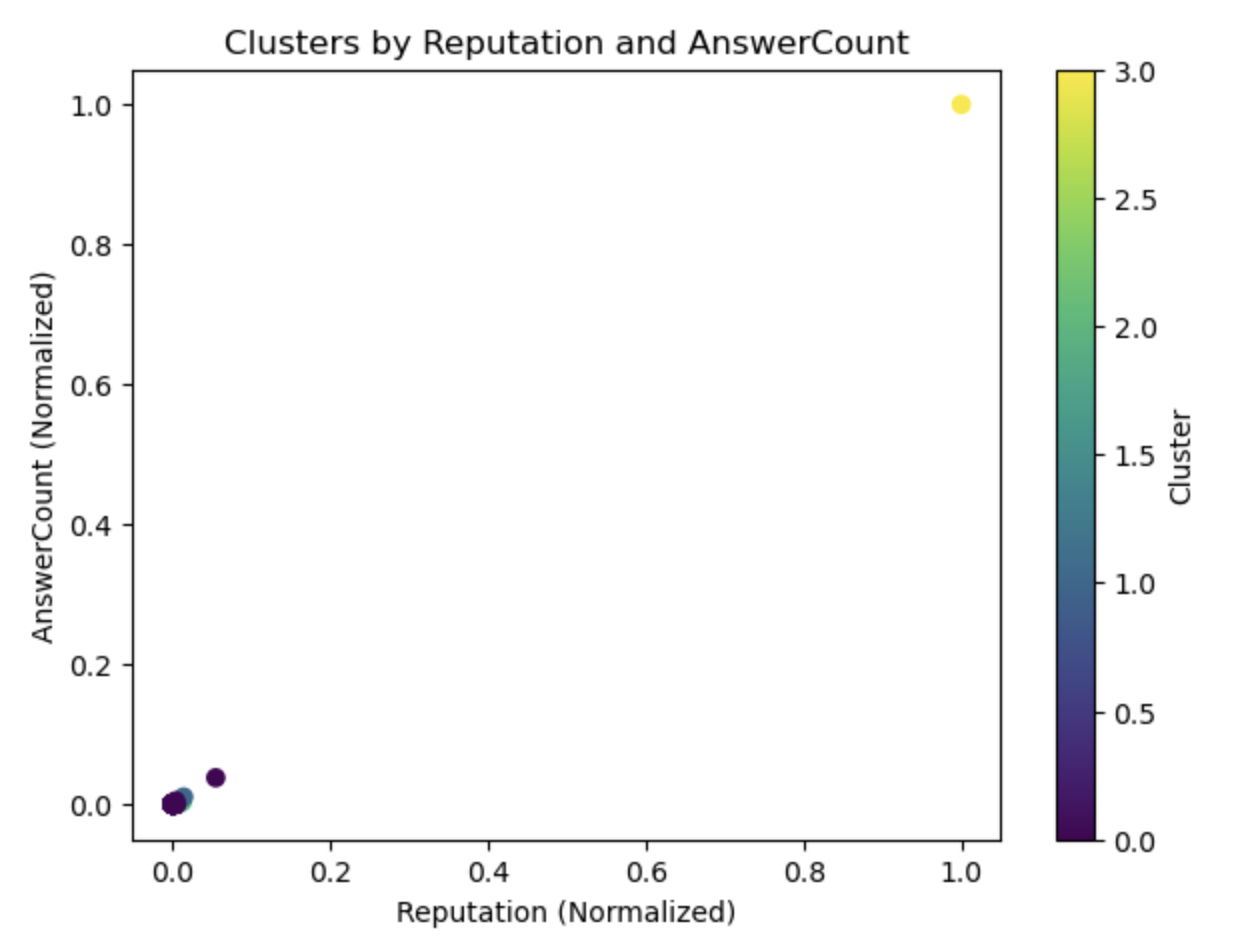 Clusters by Reputation and AnswerCount
AnswerCount (Normalized)
1.0
0.8
0.6
0.4
0.2
0.0
0.0 0.2 0.4 0.6 0.8 1.0
Reputation (Normalized)
3.0
2.5
2.0
1.5
1.0
0.5
0.0
Cluster